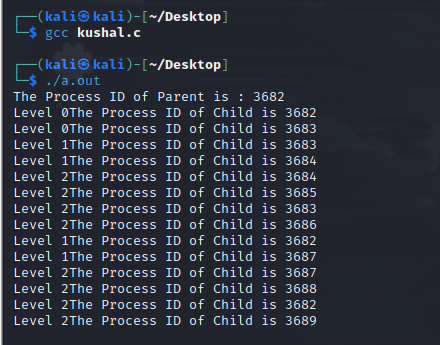 ┌──(kali㉿kali)-[~/Desktop]
└─$ gcc kushal.c
┌──(kali㉿kali)-[~/Desktop]
└─$ ./a.out
The Process ID of Parent is : 3682
Level 0The Process ID of Child is 3682
Level 0The Process ID of Child is 3683
Level 1The Process ID of Child is 3683
Level 1The Process ID of Child is 3684
Level 2The Process ID of Child is 3684
Level 2The Process ID of Child is 3685
Level 2The Process ID of Child is 3683
Level 2The Process ID of Child is 3686
Level 1The Process ID of Child is 3682
Level 1The Process ID of Child is 3687
Level 2The Process ID of Child is 3687
Level 2The Process ID of Child is 3688
Level 2The Process ID of Child is 3682
Level 2The Process ID of Child is 3689